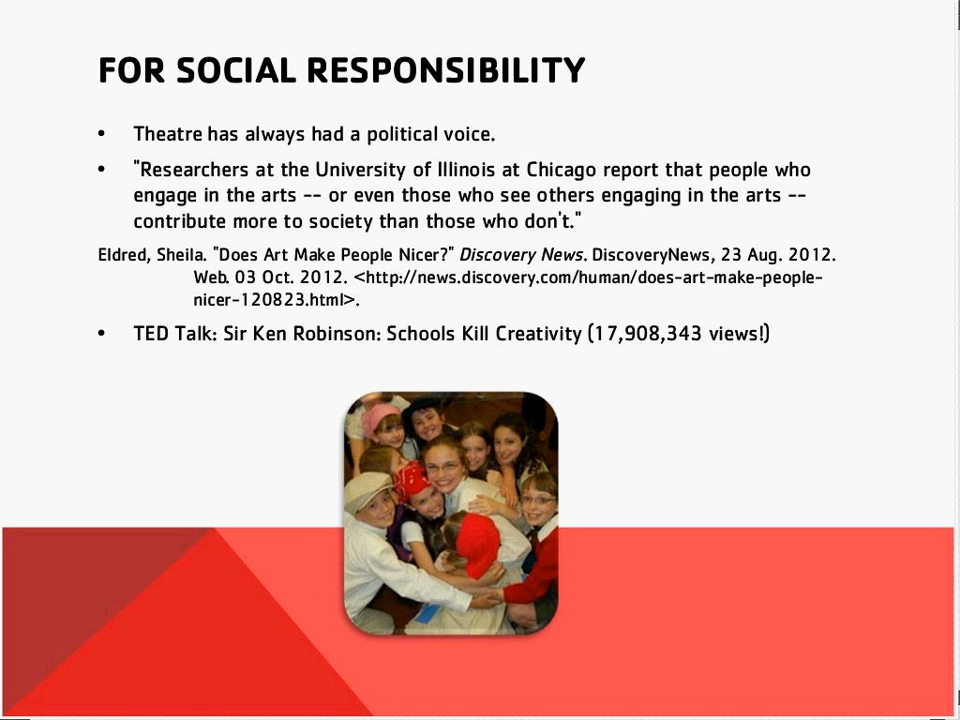 FOR SOCIAL RESPONSIBILITY
• Theatre has always had a political voice.
• "Researchers at the University of Illinois at Chicago report that people who
engage in the arts -- or even those who see others engaging in the arts --
contribute more to society than those who don't."
Eldred, Sheila. "Does Art Make People Nicer?" Discovery News. DiscoveryNews, 23 Aug. 2012.
Web. 03 Oct. 2012. <http://news.discovery.com/human/does-art-make-people-
nicer-120823.html>.
• TED Talk: Sir Ken Robinson: Schools Kill Creativity (17,908,343 views!)